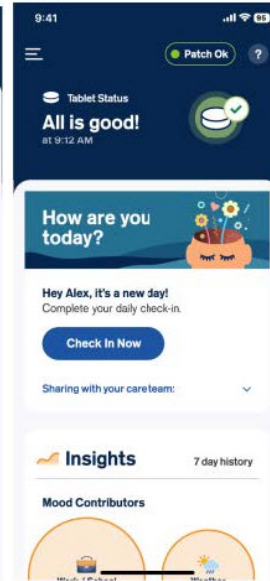 9:41
95
Patch Ok
?
Tablet Status
All is good!
at 9:12 AM
How are you
today?
Hey Alex, it's a new day!
Complete your daily check-in.
Check In Now
Sharing with your care team:
Insights
7 day history
Mood Contributors
Work / School
Weather